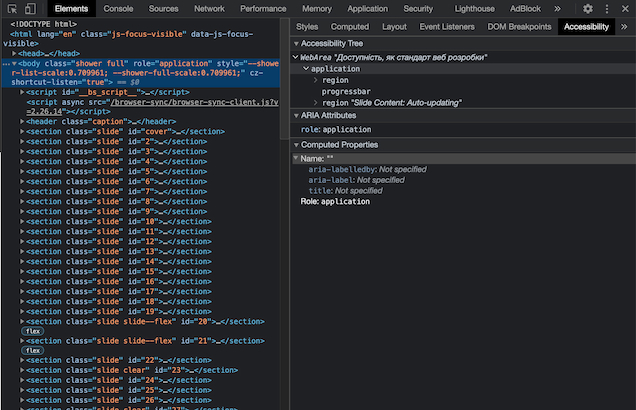 Elements Console Sources Network Performance Memory Application Security Lighthouse AdBlock »
<!DOCTYPE html>
<html lang="en" class="js-focus-visible" data-js-focus-visible>
<head>…</head>
<body class="shower full" role="application" style="--shower-list-scale:0.709961; --shower-full-scale:0.709961;" cz-shortcut-listen="true"> == $0
<script id="__bs_script__">…</script>
<script async src="/browser-sync/browser-sync-client.js?v=2.26.14"></script>
<header class="caption">…</header>
<section class="slide" id="cover">…</section>
<section class="slide" id="2">…</section>
<section class="slide" id="3">…</section>
<section class="slide" id="4">…</section>
<section class="slide" id="5">…</section>
<section class="slide" id="6">…</section>
<section class="slide" id="7">…</section>
<section class="slide" id="8">…</section>
<section class="slide" id="9">…</section>
<section class="slide" id="10">…</section>
<section class="slide" id="11">…</section>
<section class="slide" id="12">…</section>
<section class="slide" id="13">…</section>
<section class="slide" id="14">…</section>
<section class="slide" id="15">…</section>
<section class="slide" id="16">…</section>
<section class="slide" id="17">…</section>
<section class="slide" id="18">…</section>
<section class="slide" id="19">…</section>
<section class="slide slide--flex" id="20">…</section>
flex
<section class="slide slide--flex" id="21">…</section>
flex
<section class="slide" id="22">…</section>
<section class="slide clear" id="23">…</section>
<section class="slide" id="24">…</section>
<section class="slide" id="25">…</section>
<section class="slide" id="26">…</section>
<section class="slide clear" id="27">…</section>
Styles Computed Layout Event Listeners DOM Breakpoints Accessibility »
Accessibility Tree
WebArea "Доступність, як стандарт веб розробки"
application
region
progressbar
region "Slide Content: Auto-updating"
ARIA Attributes
role: application
Computed Properties
Name: ""
aria-labelledby: Not specified
aria-label: Not specified
title: Not specified
Role: application